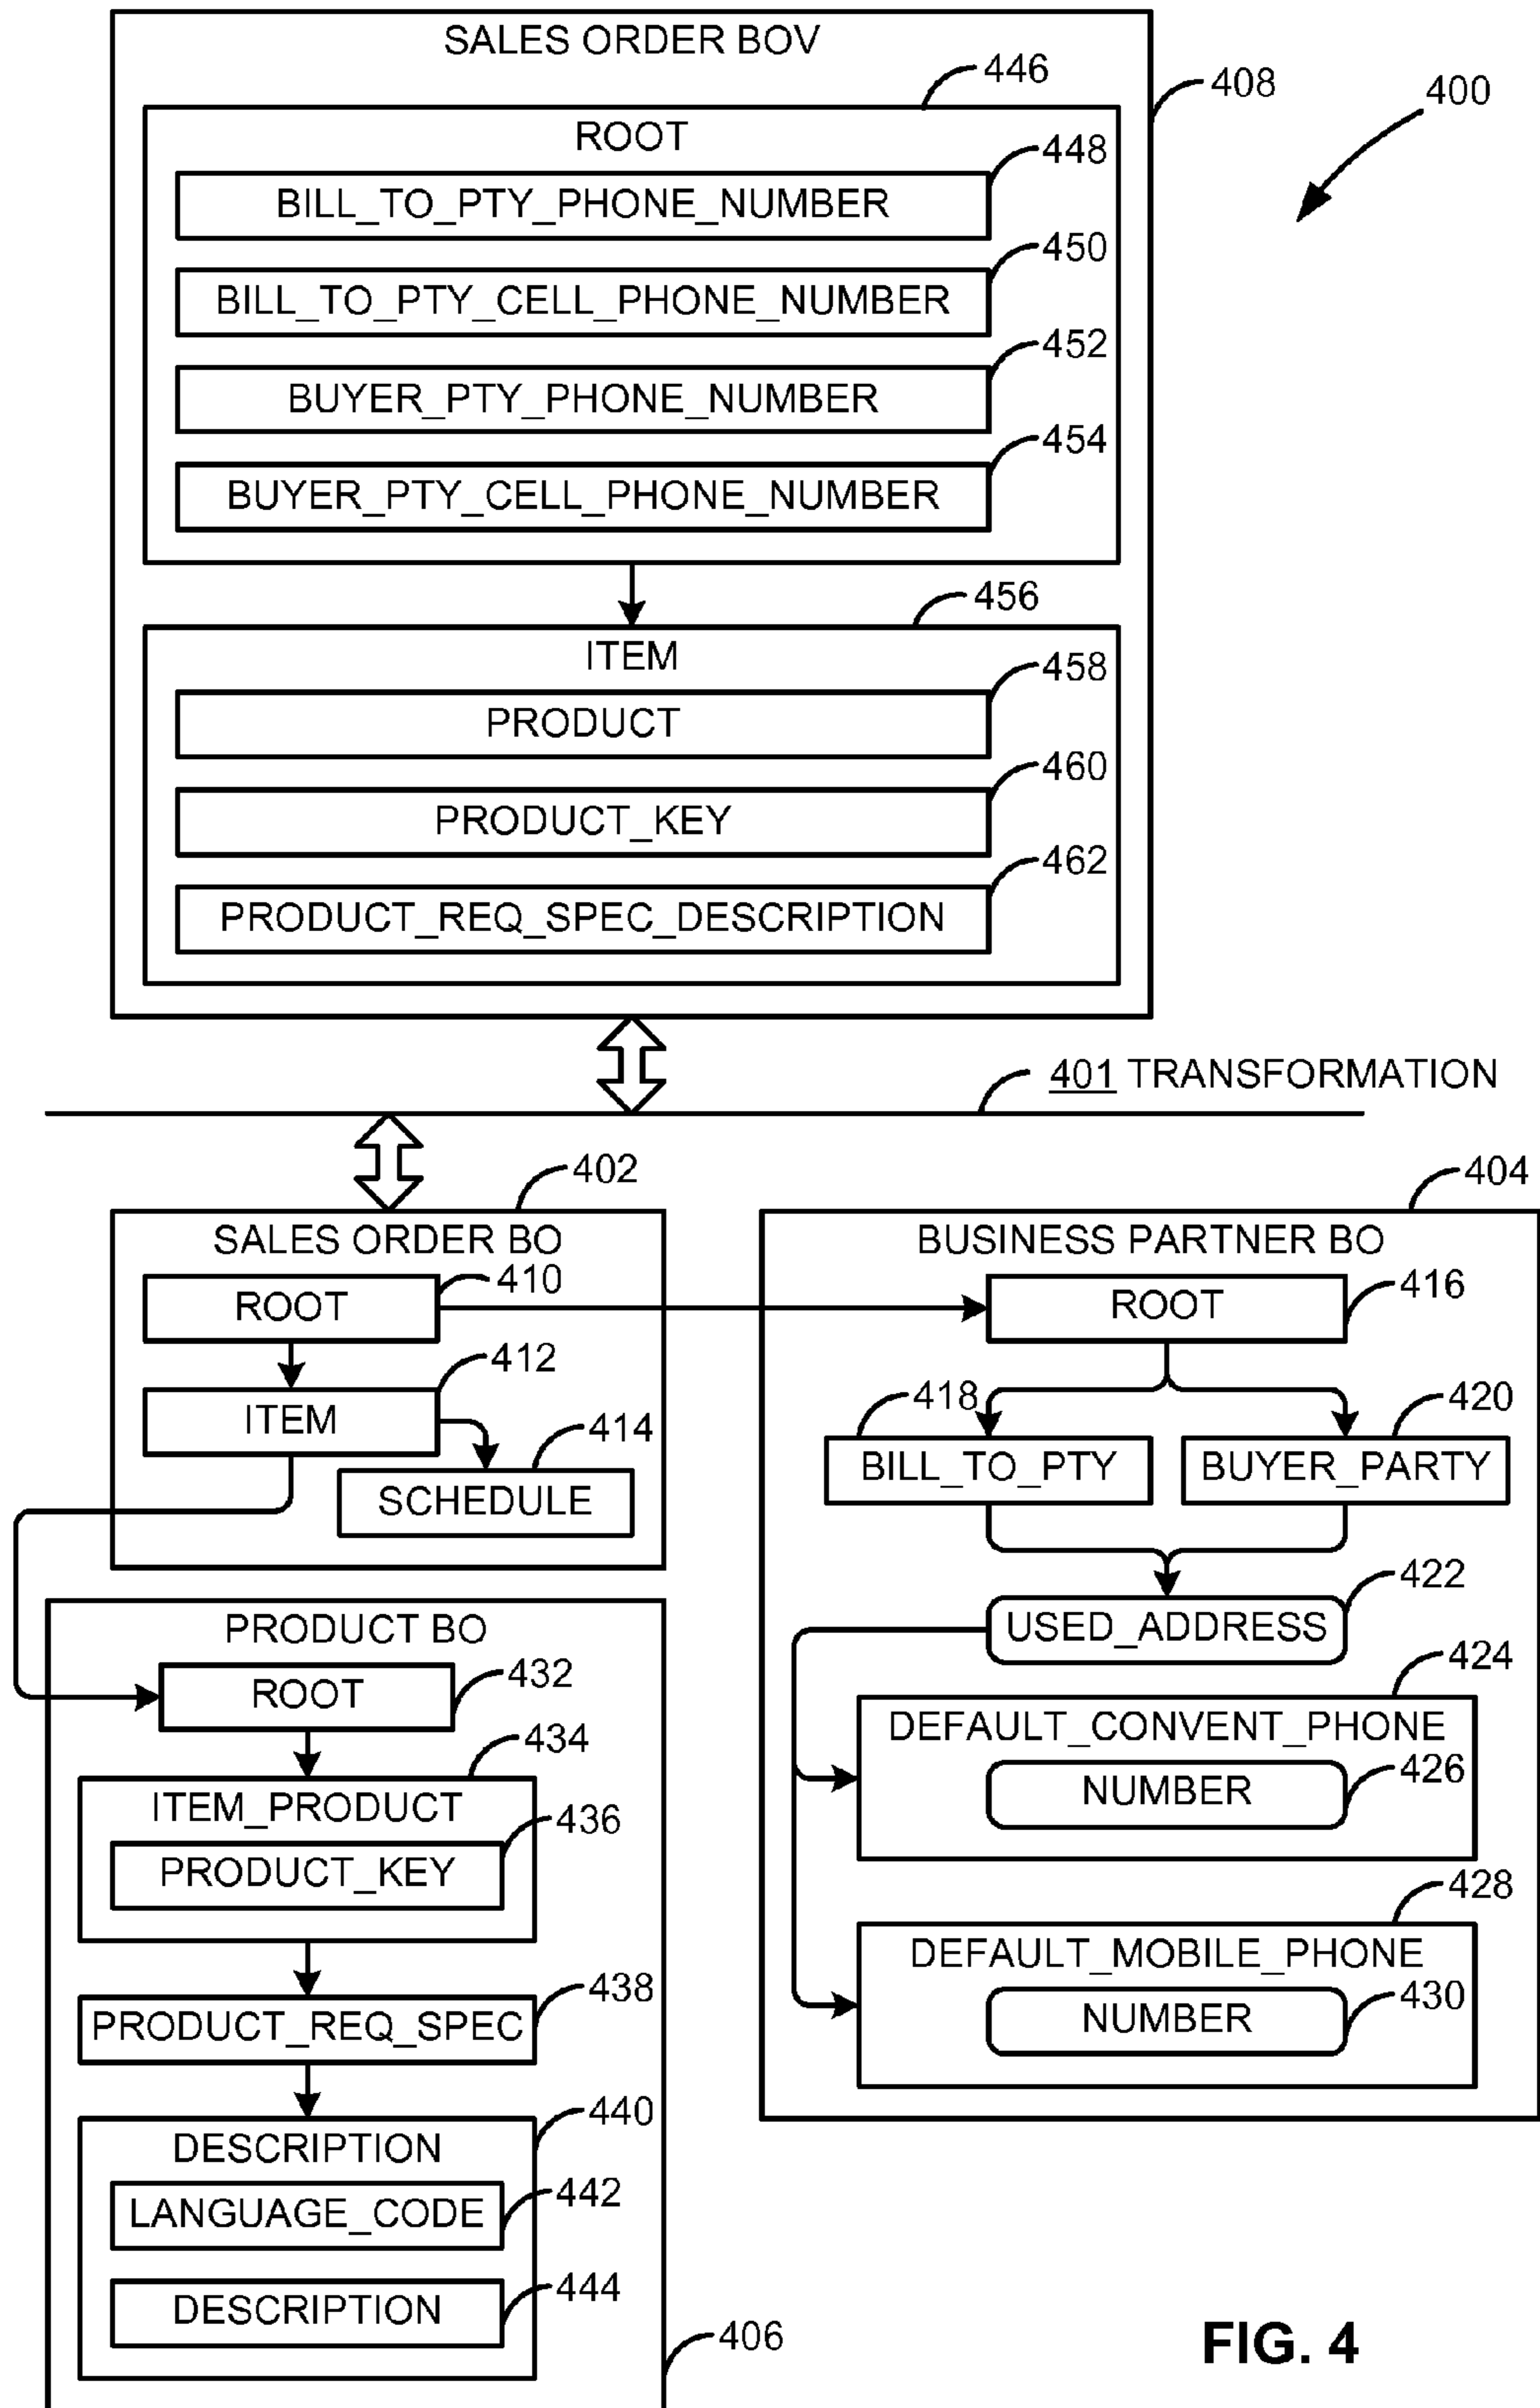 SALES ORDER BOV
408
400
446
ROOT
448
BILL_TO_PTY_PHONE_NUMBER
450
BILL_TO_PTY_CELL_PHONE_NUMBER
452
BUYER_PTY_PHONE_NUMBER
454
BUYER_PTY_CELL_PHONE_NUMBER
456
ITEM
458
PRODUCT
460
PRODUCT_KEY
462
PRODUCT_REQ_SPEC_DESCRIPTION
401 TRANSFORMATION
402
SALES ORDER BO
410
ROOT
412
ITEM
414
SCHEDULE
404
BUSINESS PARTNER BO
416
ROOT
418
BILL_TO_PTY
420
BUYER_PARTY
422
USED_ADDRESS
424
DEFAULT_CONVENT_PHONE
426
NUMBER
428
DEFAULT_MOBILE_PHONE
430
NUMBER
PRODUCT BO
432
ROOT
434
ITEM_PRODUCT
436
PRODUCT_KEY
438
PRODUCT_REQ_SPEC
440
DESCRIPTION
442
LANGUAGE_CODE
444
DESCRIPTION
406
FIG. 4